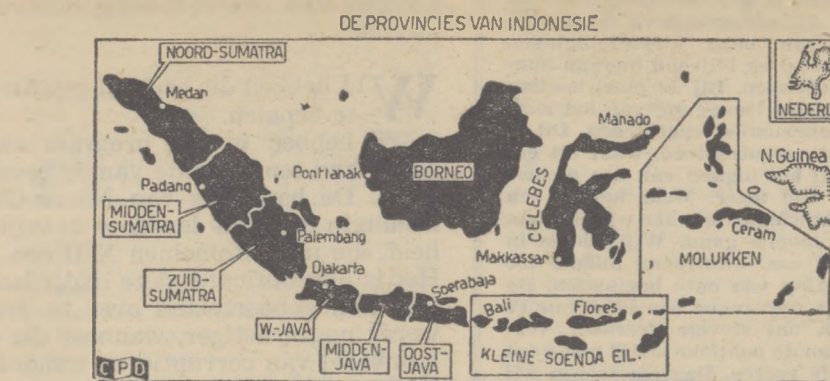 DE PROVINCIES VAN INDONESIE
NOORD-SUMATRA
Medan
Manado
NEDERL
N.Guinea
Pontianak
BORNEO
CELEBES
Padang
MIDDEN-
SUMATRA
Palembang
Ceram
MOLUKKEN
Makkassar
ZUID-
SUMATRA
Djakarta
Soerabaja
Bali
Flores
W.-JAVA
MIDDEN-
JAVA
OOST-
JAVA
KLEINE SOENDA EIL.
CPD